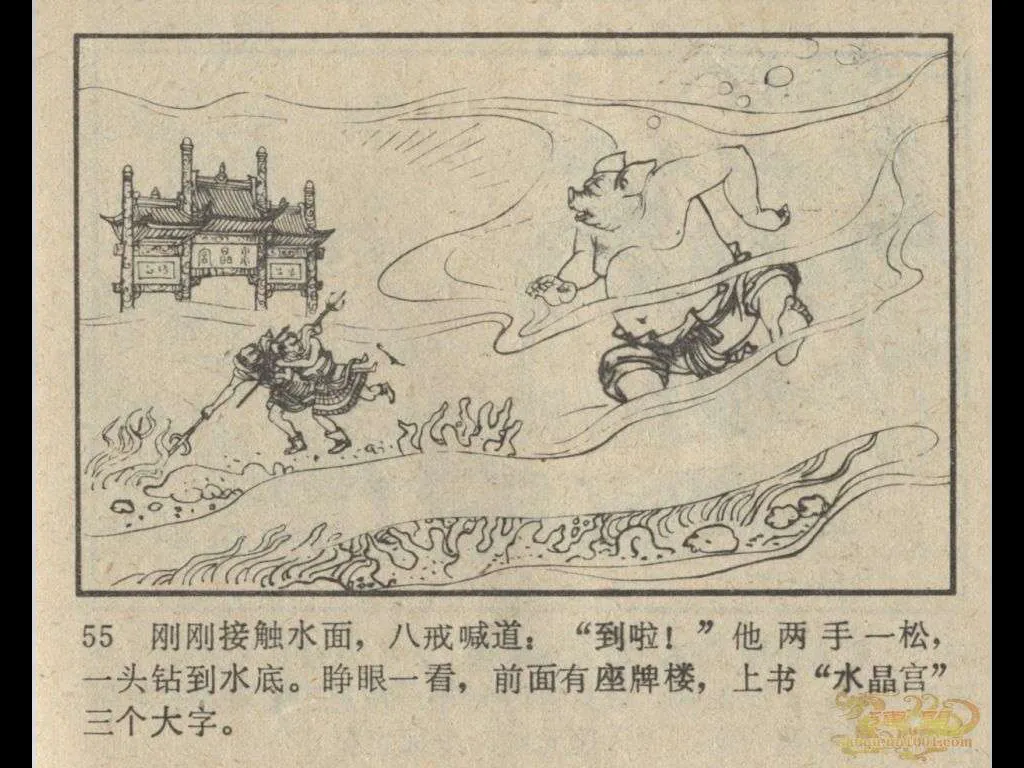 水晶宫
55 刚刚接触水面，八戒喊道：“到啦！”他两手一松，
一头钻到水底。睁眼一看，前面有座牌楼，上书“水晶宫”
三个大字。